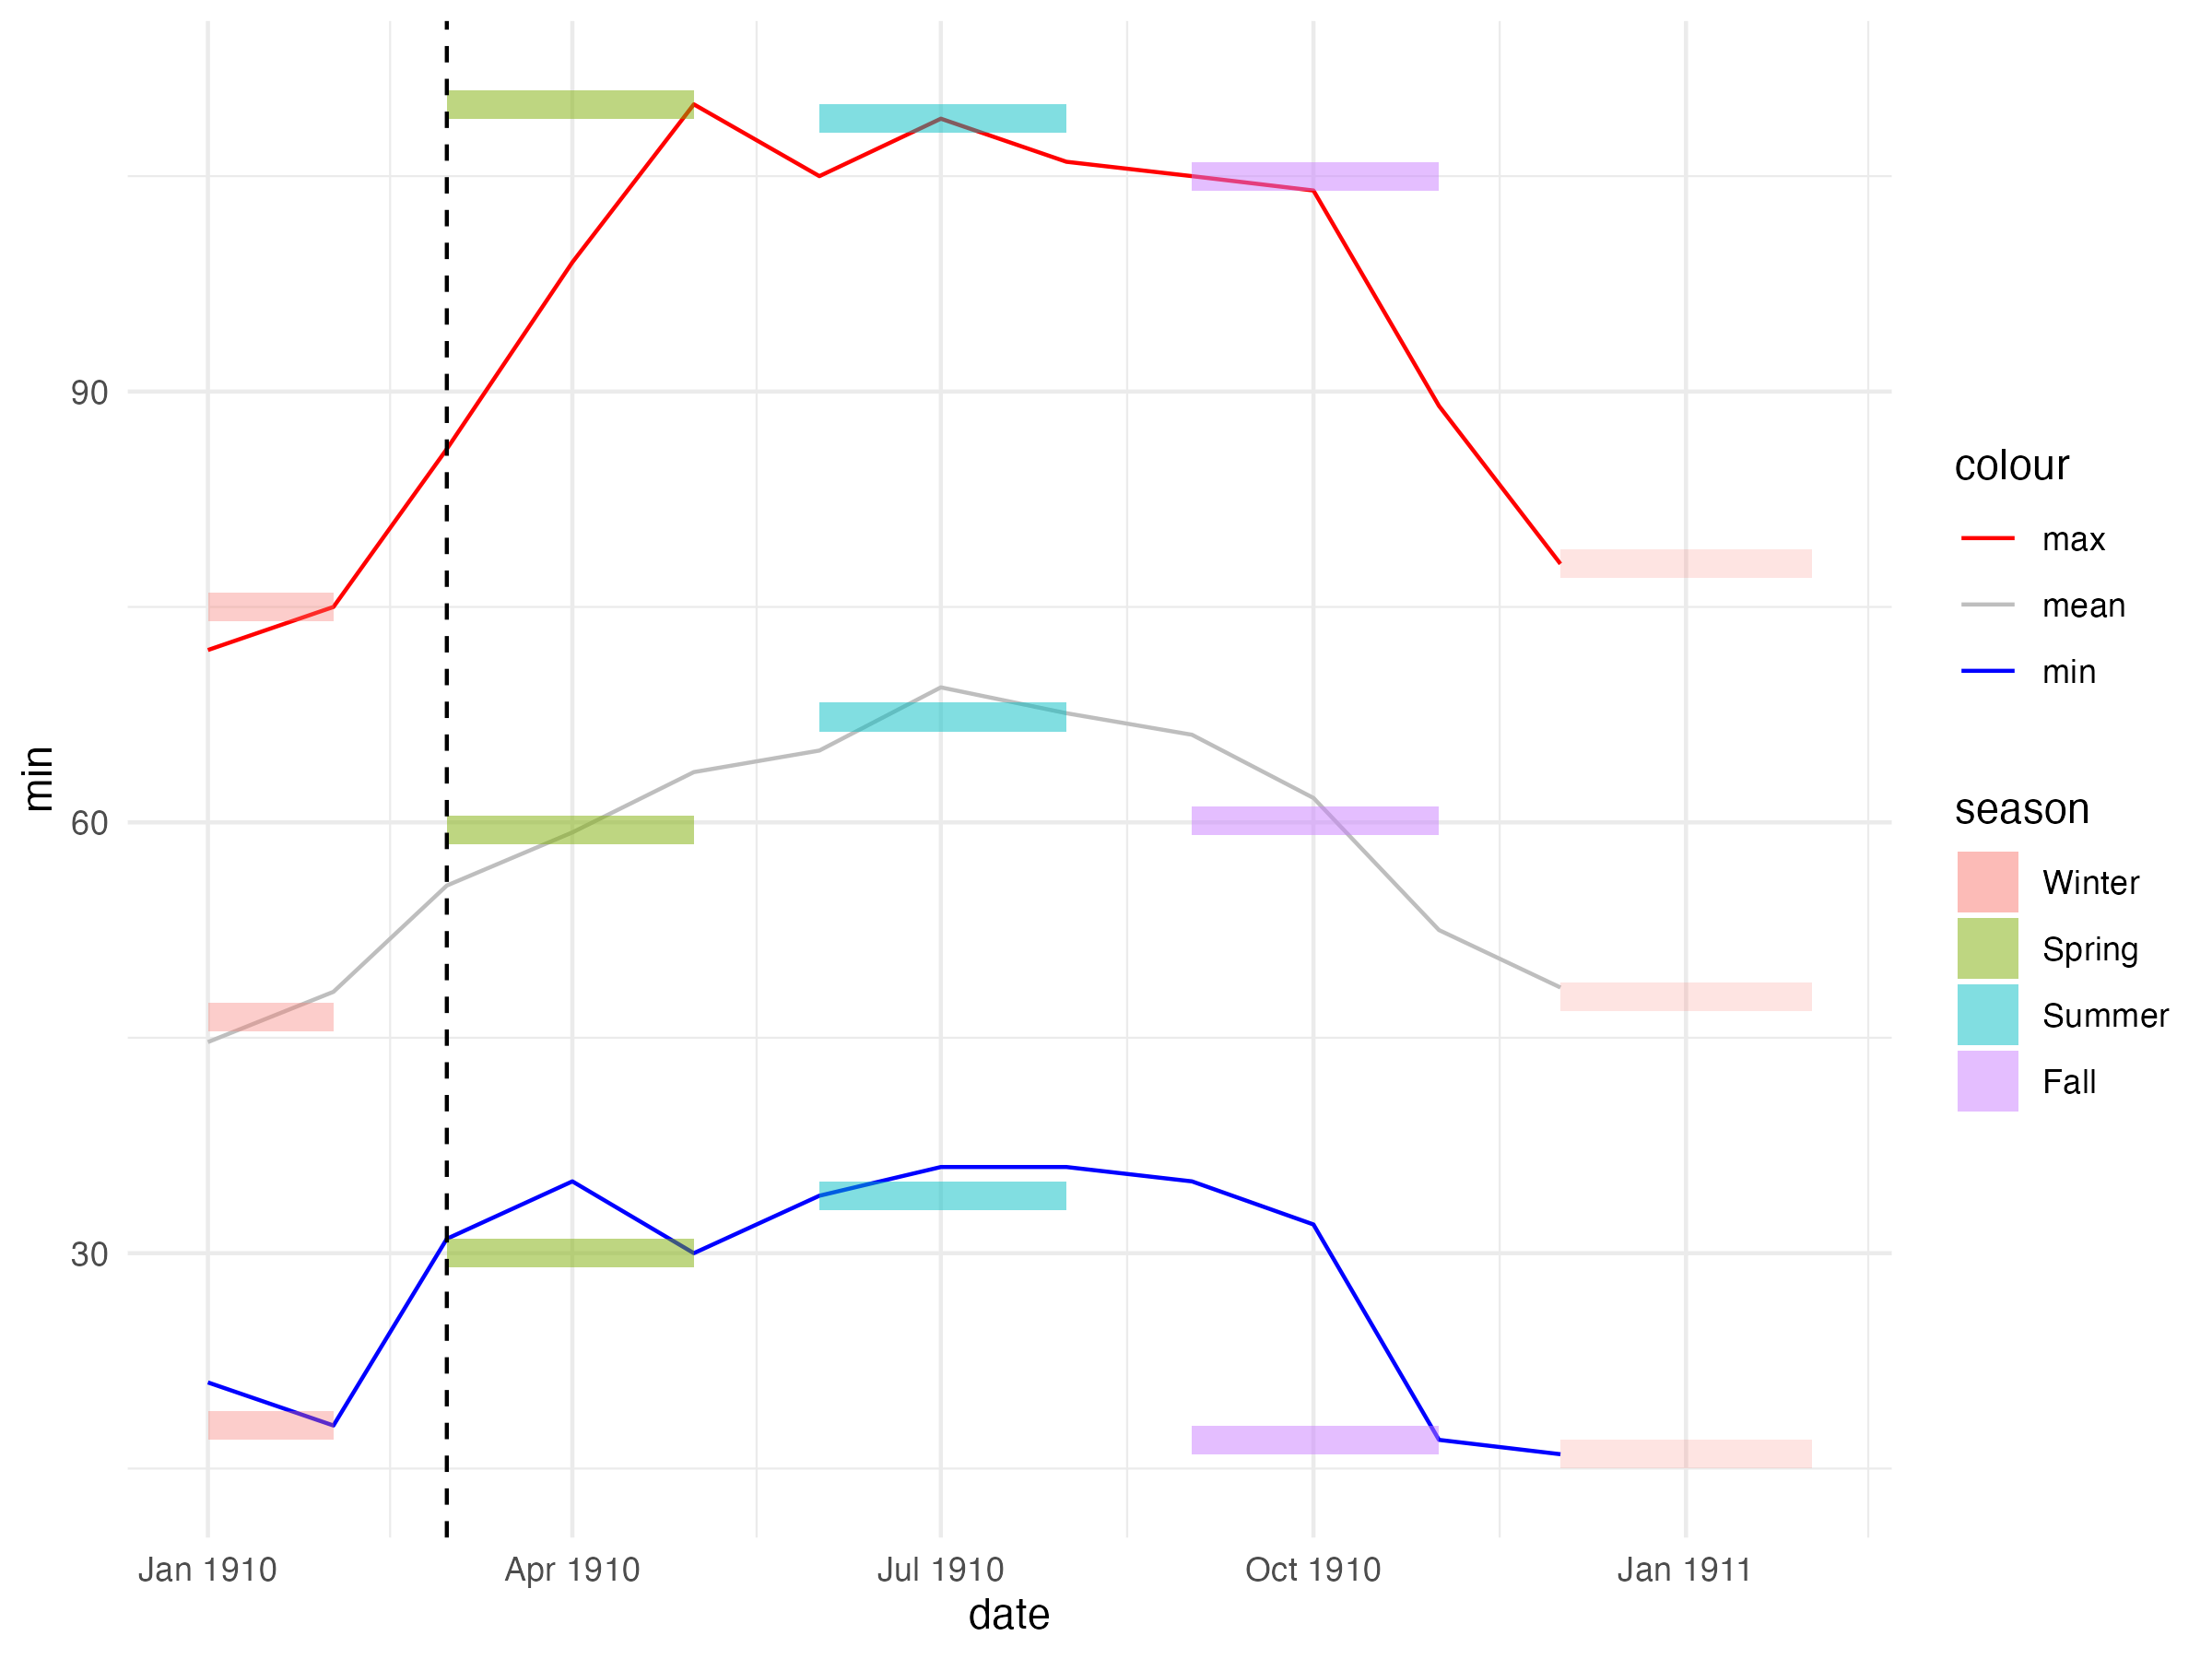 90
60
30
min
Jan 1910
Apr 1910
Jul 1910
Oct 1910
Jan 1911
date
colour
max
mean
min
season
Winter
Spring
Summer
Fall